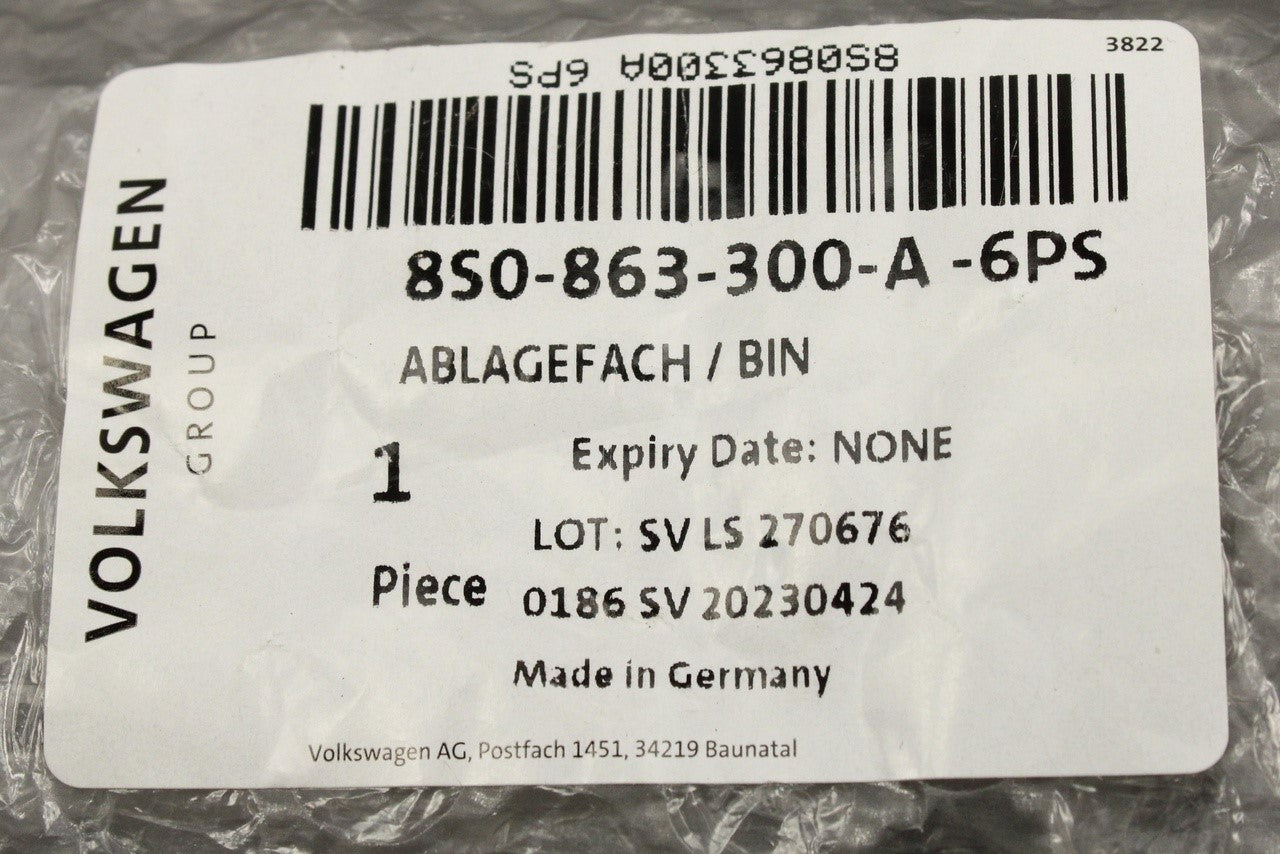 3822
8S0863300A 6PS
8S0-863-300-A -6PS
ABLAGEFACH / BIN
1
Piece
Expiry Date: NONE
LOT: SV LS 270676
0186 SV 20230424
Made in Germany
Volkswagen AG, Postfach 1451, 34219 Baunatal
VOLKSWAGEN
GROUP